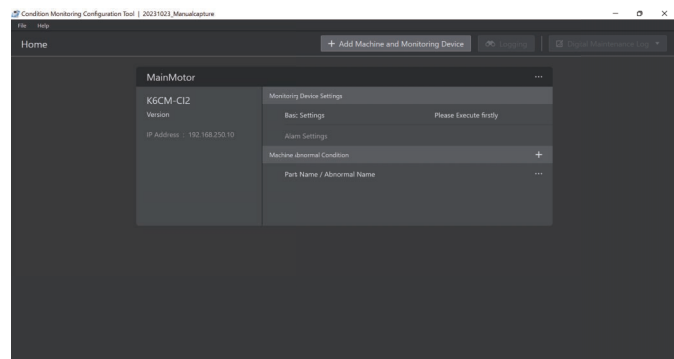 Condition Monitoring Configuration Tool | 20231023_Manualcapture
File Help
Home
+ Add Machine and Monitoring Device
Logging
Digital Maintenance Log
MainMotor
K6CM-CI2
Version
IP Address : 192.168.250.10
Monitoring Device Settings
Basic Settings Please Execute firstly
Alarm Settings
Machine abnormal Condition +
Part Name / Abnormal Name